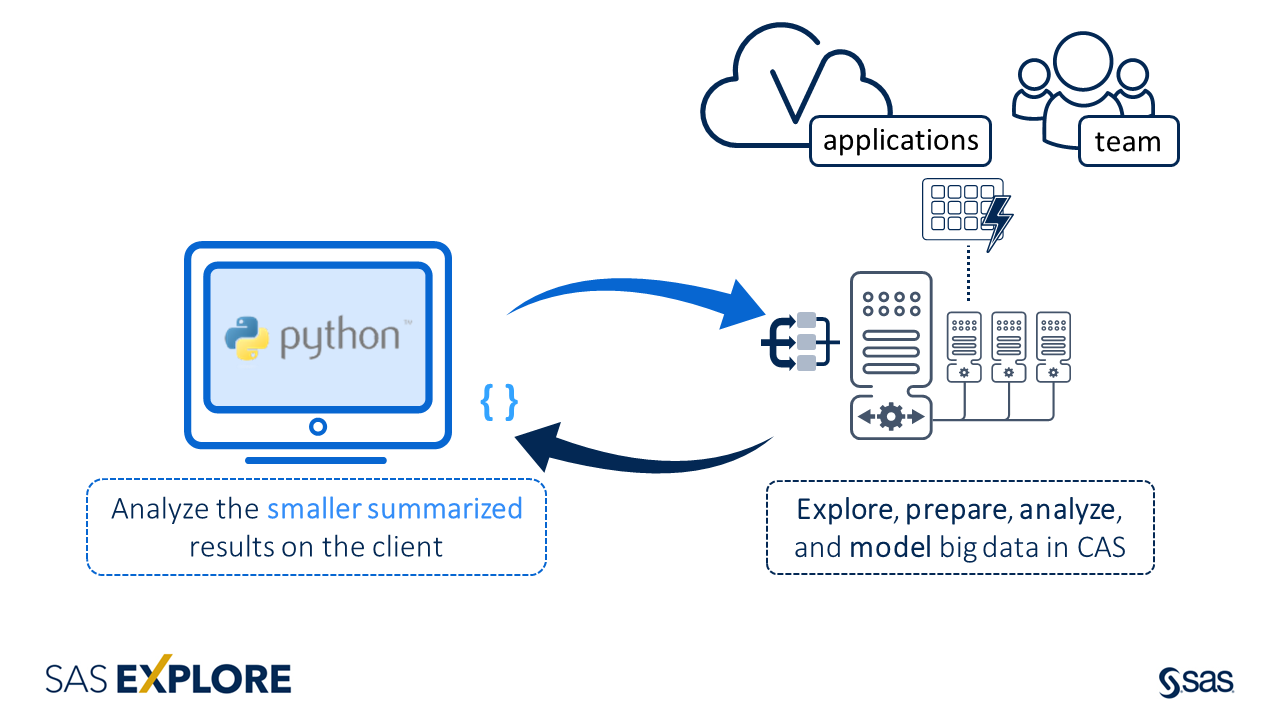 applications
team
python™
{ }
Analyze the smaller summarized
results on the client
Explore, prepare, analyze,
and model big data in CAS
SAS EXPLORE
sas